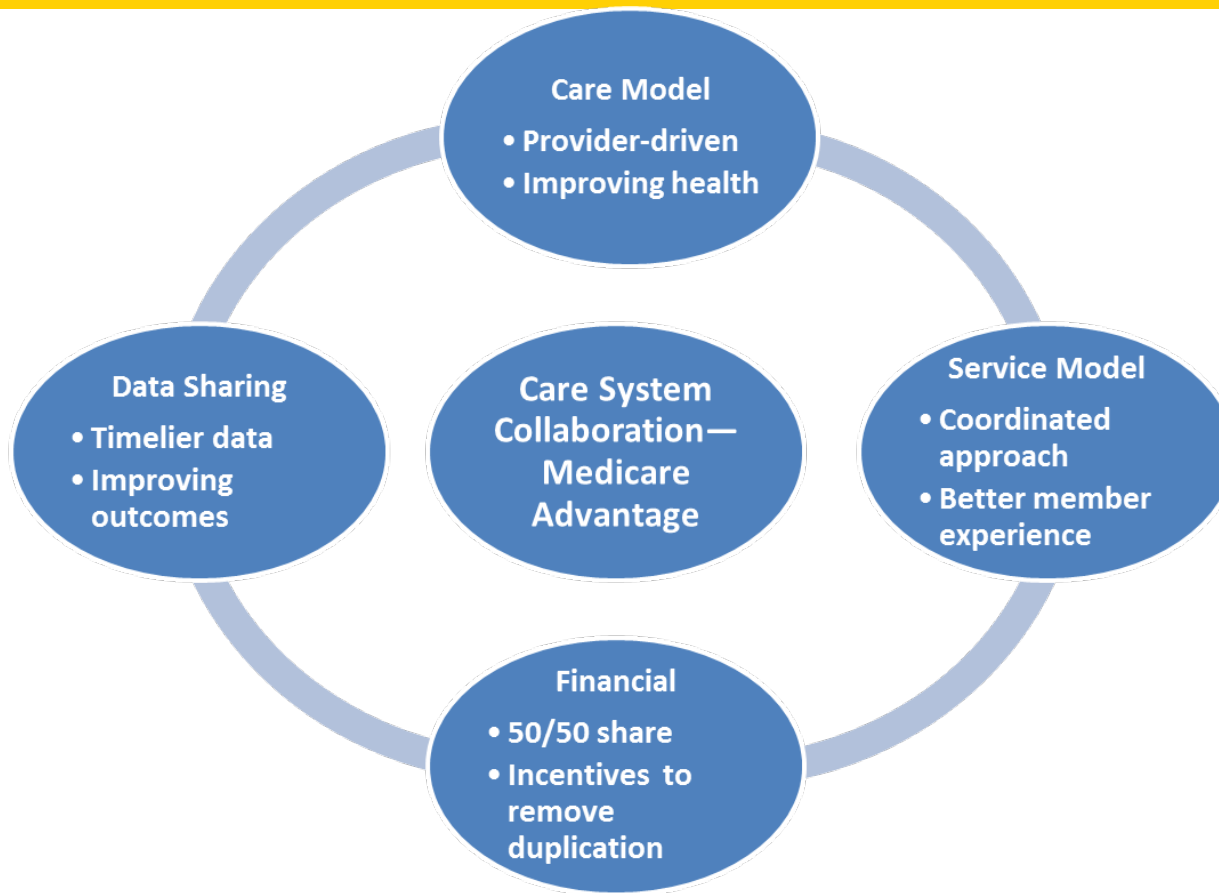 Care Model
• Provider-driven
• Improving health
Data Sharing
• Timelier data
• Improving
outcomes
Care System
Collaboration—
Medicare
Advantage
Service Model
• Coordinated
approach
• Better member
experience
Financial
• 50/50 share
• Incentives to
remove
duplication